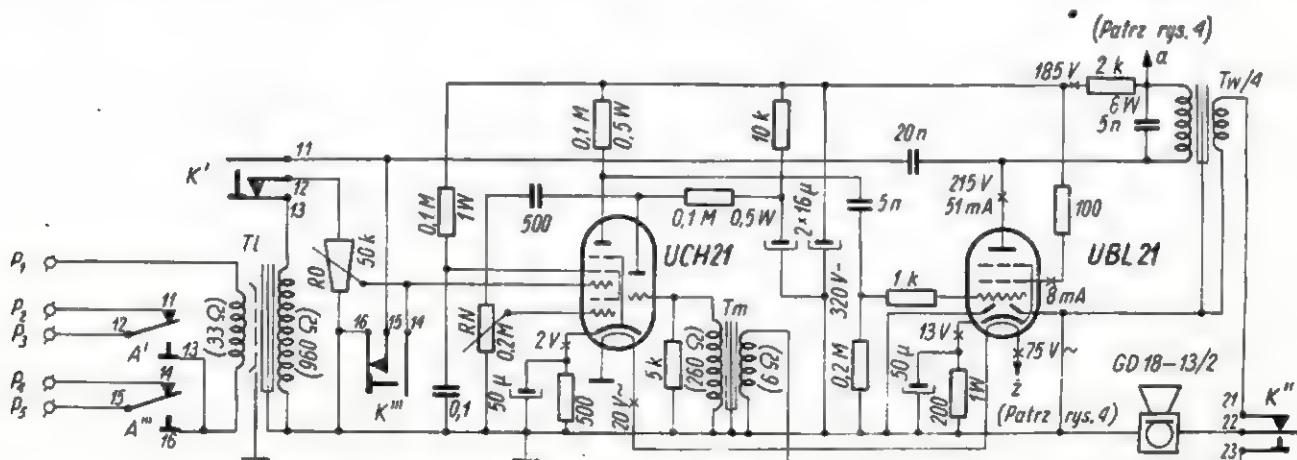 (Patrz rys. 4)
a
185 V
2 k
6 W
5 n
Tw/4
0,1 M
0,5 W
10 k
20 n
11
K'
12
13
0,1 M
1 W
500
0,1 M 0,5 W
5 n
2×16 µ
215 V
51 mA
100
Tl
50 k
RO
UCH21
UBL21
P₁
P₂
P₃
P₄
P₅
11
12
A'
13
14
15
A'''
16
(33 Ω)
(960 Ω)
16
15
14
K'''
RN
0,2 M
2 V
50 µ
500
20 V~
0,1
5 k
Tm
(260 Ω)
(6 Ω)
320 V-
1 k
0,2 M
8 mA
13 V
50 µ
200
1 W
75 V~
ż
(Patrz rys. 4)
GD 18-13/2
K"
21
22
23